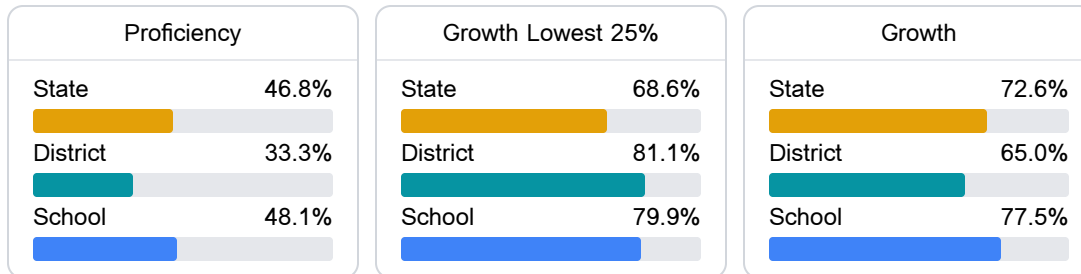 Proficiency
State 46.8%
District 33.3%
School 48.1%
Growth Lowest 25%
State 68.6%
District 81.1%
School 79.9%
Growth
State 72.6%
District 65.0%
School 77.5%